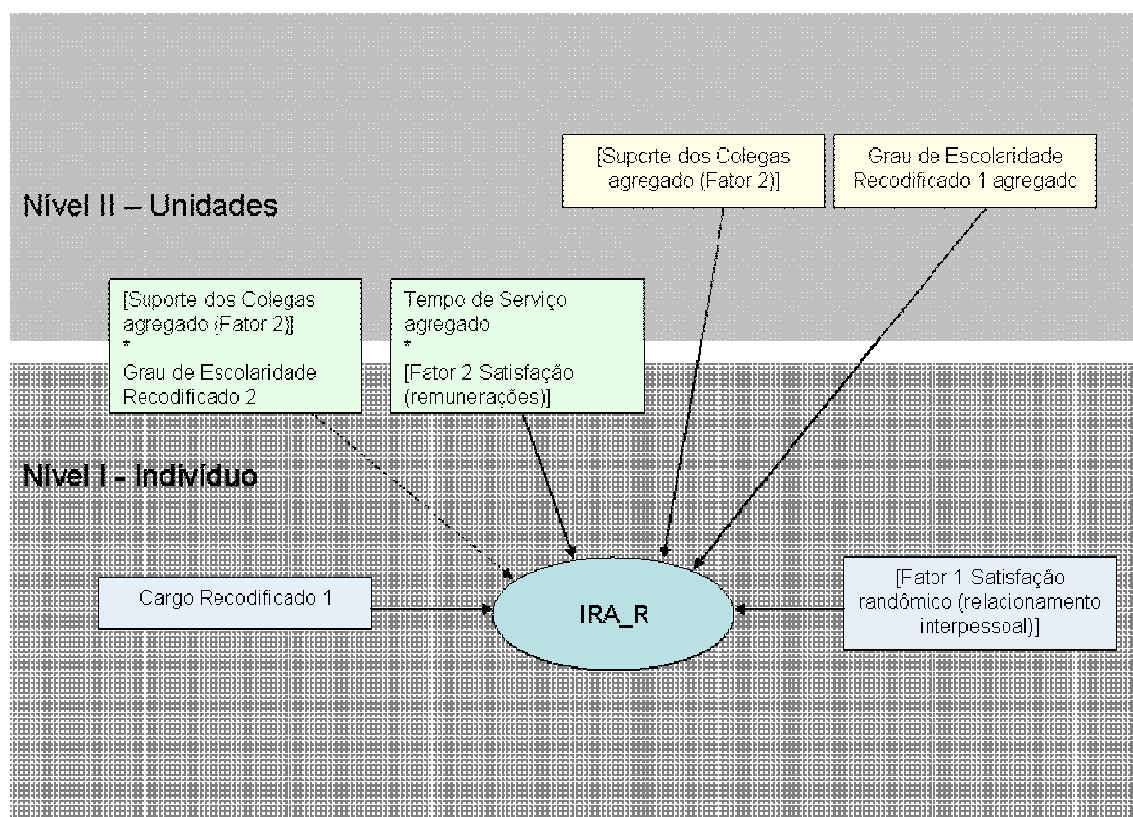 [Suporte dos Colegas
agregado (Fator 2)]
Grau de Escolaridade
Recodificado 1 agregado
Nível II – Unidades
[Suporte dos Colegas
agregado (Fator 2)]
*
Grau de Escolaridade
Recodificado 2
Tempo de Serviço
agregado
*
[Fator 2 Satisfação
(remunerações)]
Nível I - Indivíduo
Cargo Recodificado 1
IRA_R
[Fator 1 Satisfação
randômico (relacionamento
interpessoal)]